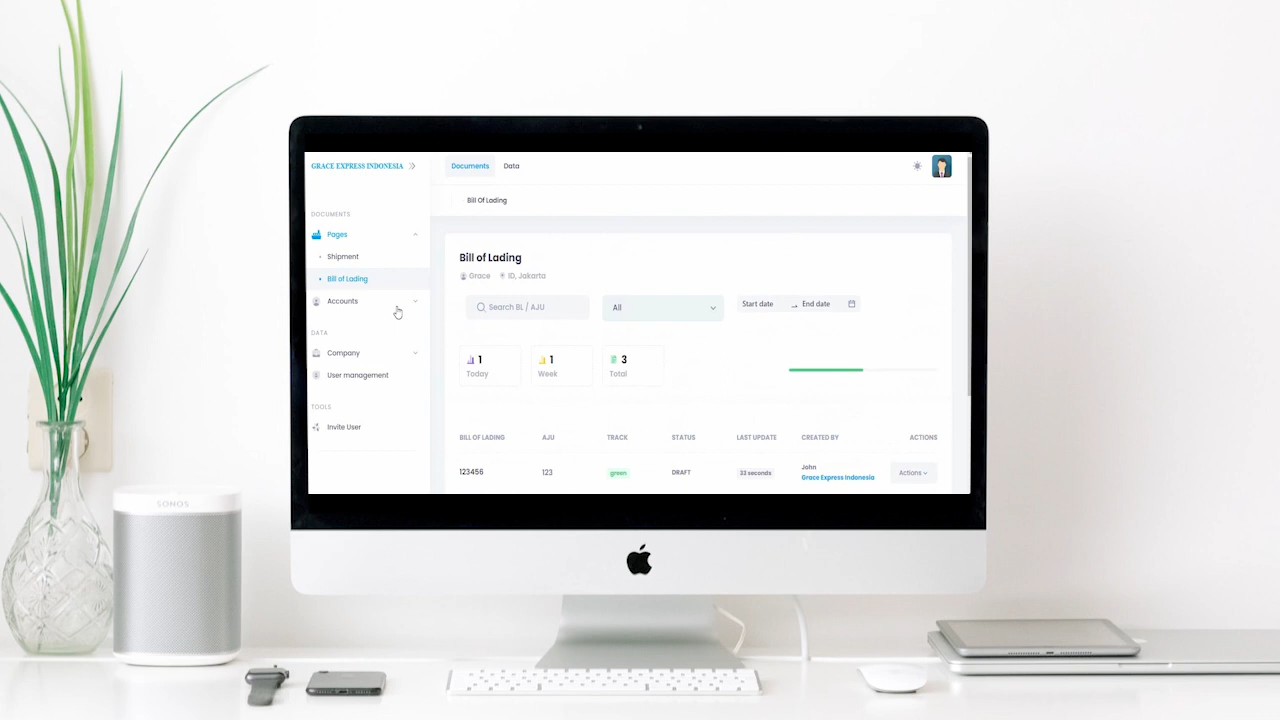 GRACE EXPRESS INDONESIA
Documents Data
Bill Of Lading
DOCUMENTS
Pages
Shipment
Bill of Lading
Accounts
DATA
Company
User management
TOOLS
Invite User
Bill of Lading
Grace ID, Jakarta
Search BL / AJU All Start date End date
1 1 3
Today Week Total
BILL OF LADING AJU TRACK STATUS LAST UPDATE CREATED BY ACTIONS
123456 123 green DRAFT 33 seconds John Actions
Grace Express Indonesia
SONOS